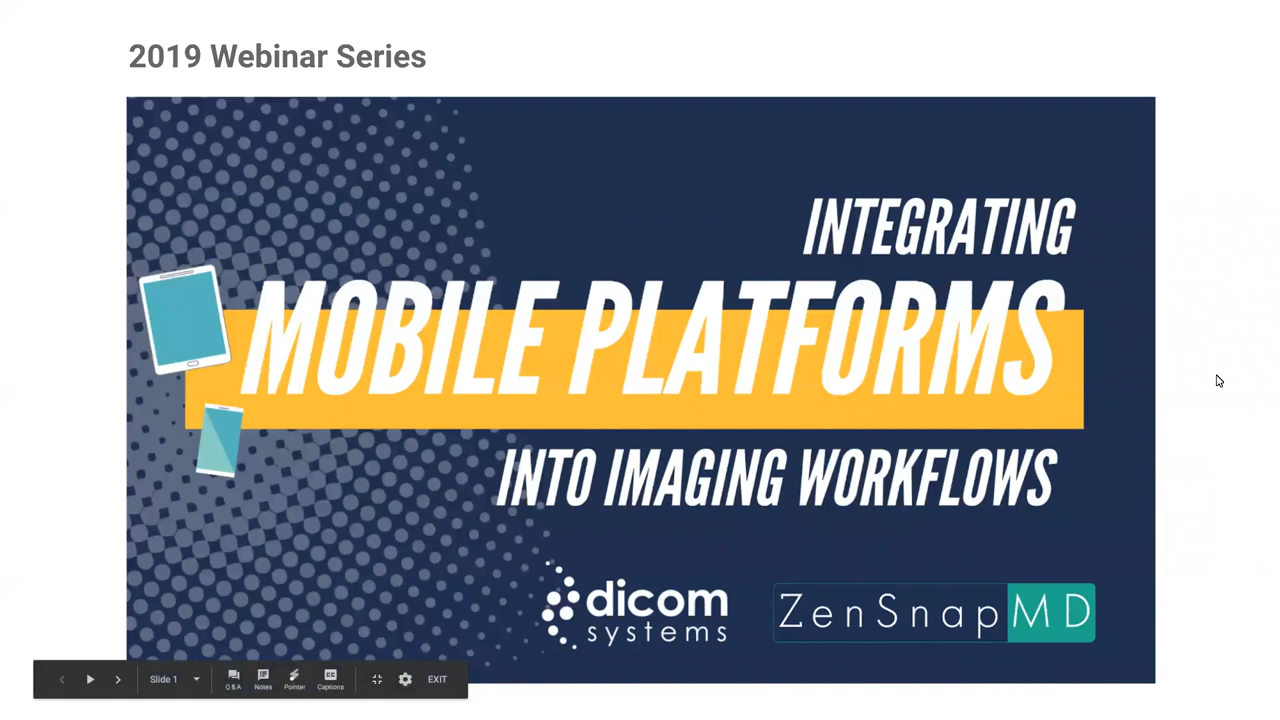 2019 Webinar Series
INTEGRATING
MOBILE PLATFORMS
INTO IMAGING WORKFLOWS
dicom
systems
ZenSnapMD
Slide 1
Q & A
Notes
Pointer
Captions
EXIT